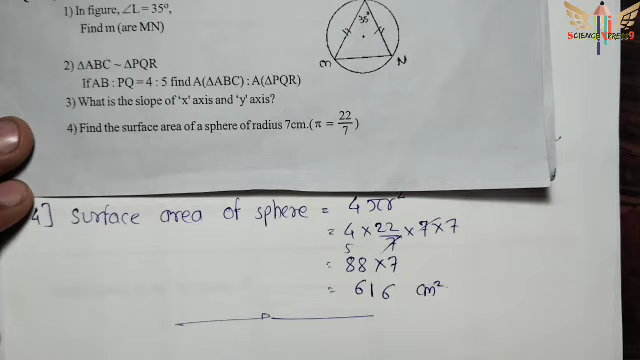 SCIENCEXPRESS9
1) In figure, ∠L = 35°,
Find m (are MN)
35°
m
N
2) ΔABC ~ ΔPQR
If AB : PQ = 4 : 5 find A(ΔABC) : A(ΔPQR)
3) What is the slope of ‘x’ axis and ‘y’ axis?
4) Find the surface area of a sphere of radius 7cm.(π = 22/7)
4] Surface area of sphere = 4πr²
= 4 × 22/7 × 7 × 7
= 88 × 7
= 616 cm²